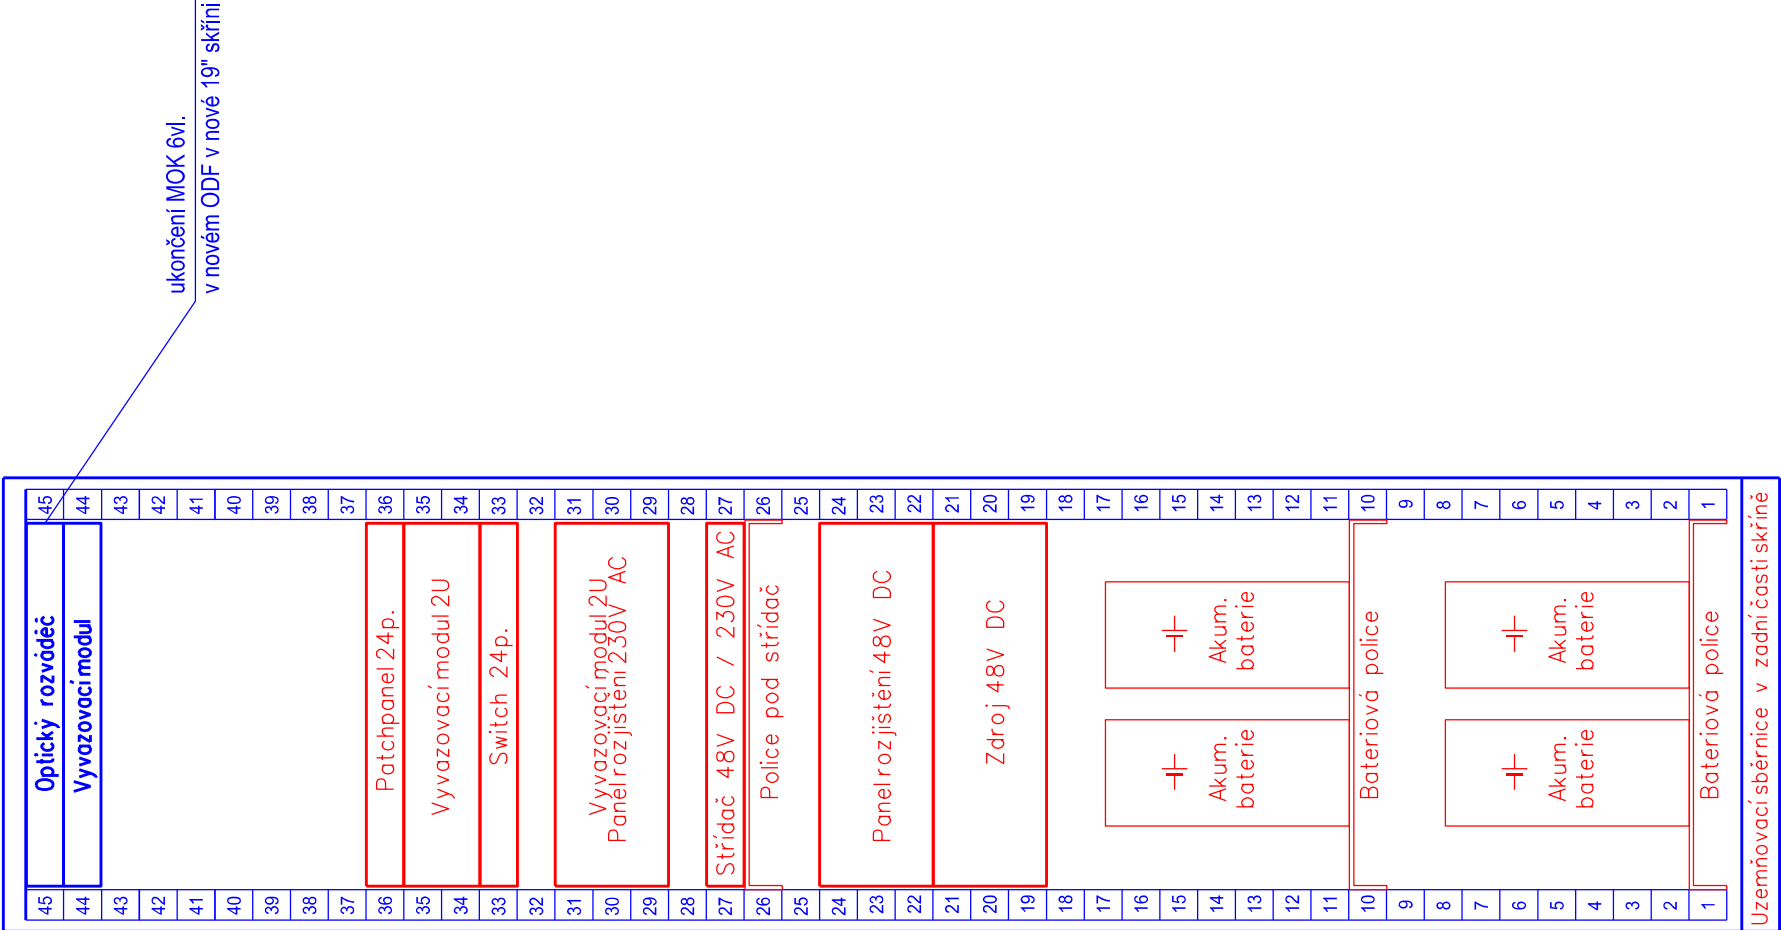 ukončení MOK 6vl.
v novém ODF v nové 19" skříni
45 Optický rozváděč 45
44 Vyvazovací modul 44
43 43
42 42
41 41
40 40
39 39
38 38
37 37
36 Patchpanel 24p. 36
35 Vyvazovací modul 2U 35
34 34
33 Switch 24p. 33
32 32
31 31
Vyvazovací modul 2U
30 30
Panel rozjištění 230V AC
29 29
28 28
27 Střídač 48V DC / 230V AC 27
26 Police pod střídač 26
25 25
24 24
23 Panel rozjištění 48V DC 23
22 22
21 21
20 Zdroj 48V DC 20
19 19
18 18
17 17
16 16
15 15
14 Akum. Akum. 14
13 baterie baterie 13
12 12
11 11
10 Bateriová police 10
9 9
8 8
7 7
6 6
5 Akum. Akum. 5
4 baterie baterie 4
3 3
2 2
1 Bateriová police 1
Uzemňovací sběrnice v zadní časti skříně